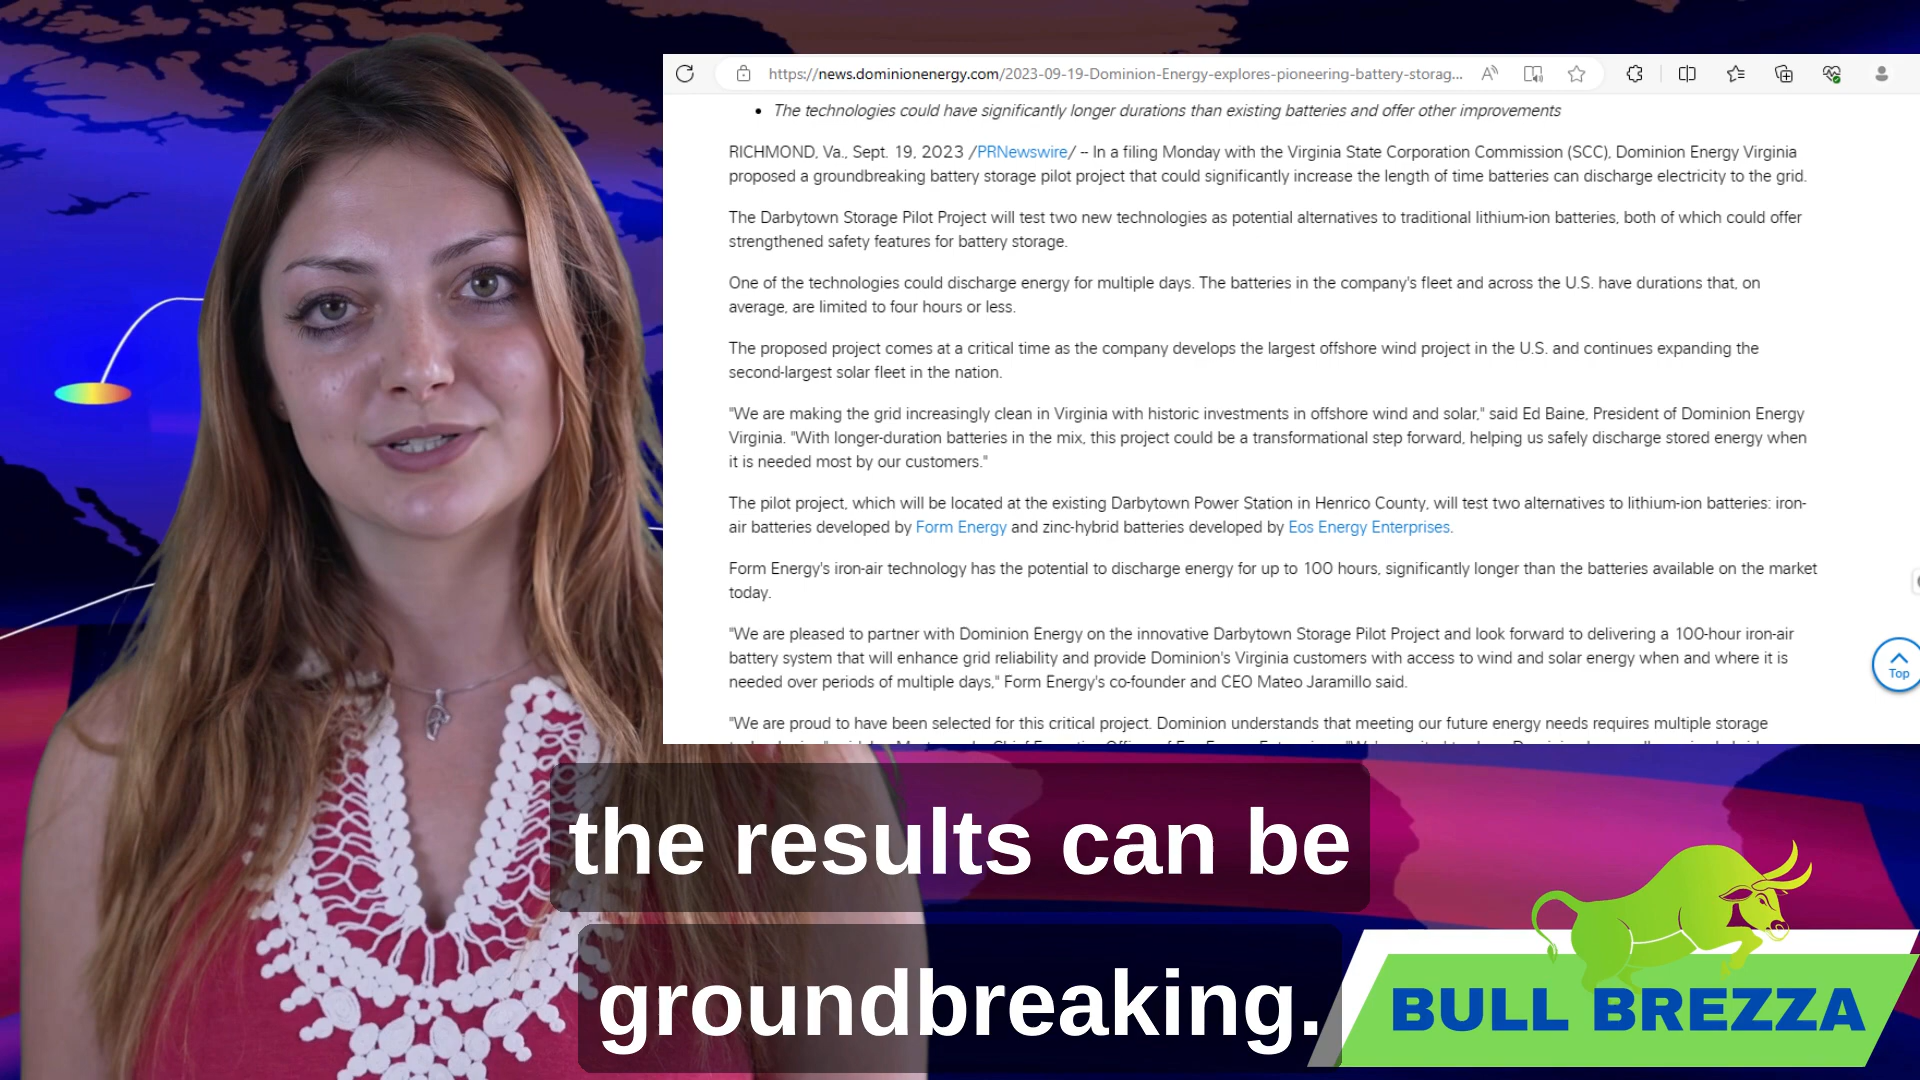 https://news.dominionenergy.com/2023-09-19-Dominion-Energy-explores-pioneering-battery-storag...
• The technologies could have significantly longer durations than existing batteries and offer other improvements
RICHMOND, Va., Sept. 19, 2023 /PRNewswire/ -- In a filing Monday with the Virginia State Corporation Commission (SCC), Dominion Energy Virginia
proposed a groundbreaking battery storage pilot project that could significantly increase the length of time batteries can discharge electricity to the grid.
The Darbytown Storage Pilot Project will test two new technologies as potential alternatives to traditional lithium-ion batteries, both of which could offer
strengthened safety features for battery storage.
One of the technologies could discharge energy for multiple days. The batteries in the company's fleet and across the U.S. have durations that, on
average, are limited to four hours or less.
The proposed project comes at a critical time as the company develops the largest offshore wind project in the U.S. and continues expanding the
second-largest solar fleet in the nation.
"We are making the grid increasingly clean in Virginia with historic investments in offshore wind and solar," said Ed Baine, President of Dominion Energy
Virginia. "With longer-duration batteries in the mix, this project could be a transformational step forward, helping us safely discharge stored energy when
it is needed most by our customers."
The pilot project, which will be located at the existing Darbytown Power Station in Henrico County, will test two alternatives to lithium-ion batteries: iron-
air batteries developed by Form Energy and zinc-hybrid batteries developed by Eos Energy Enterprises.
Form Energy's iron-air technology has the potential to discharge energy for up to 100 hours, significantly longer than the batteries available on the market
today.
"We are pleased to partner with Dominion Energy on the innovative Darbytown Storage Pilot Project and look forward to delivering a 100-hour iron-air
battery system that will enhance grid reliability and provide Dominion's Virginia customers with access to wind and solar energy when and where it is
needed over periods of multiple days," Form Energy's co-founder and CEO Mateo Jaramillo said.
"We are proud to have been selected for this critical project. Dominion understands that meeting our future energy needs requires multiple storage
Top
the results can be
groundbreaking.
BULL BREZZA